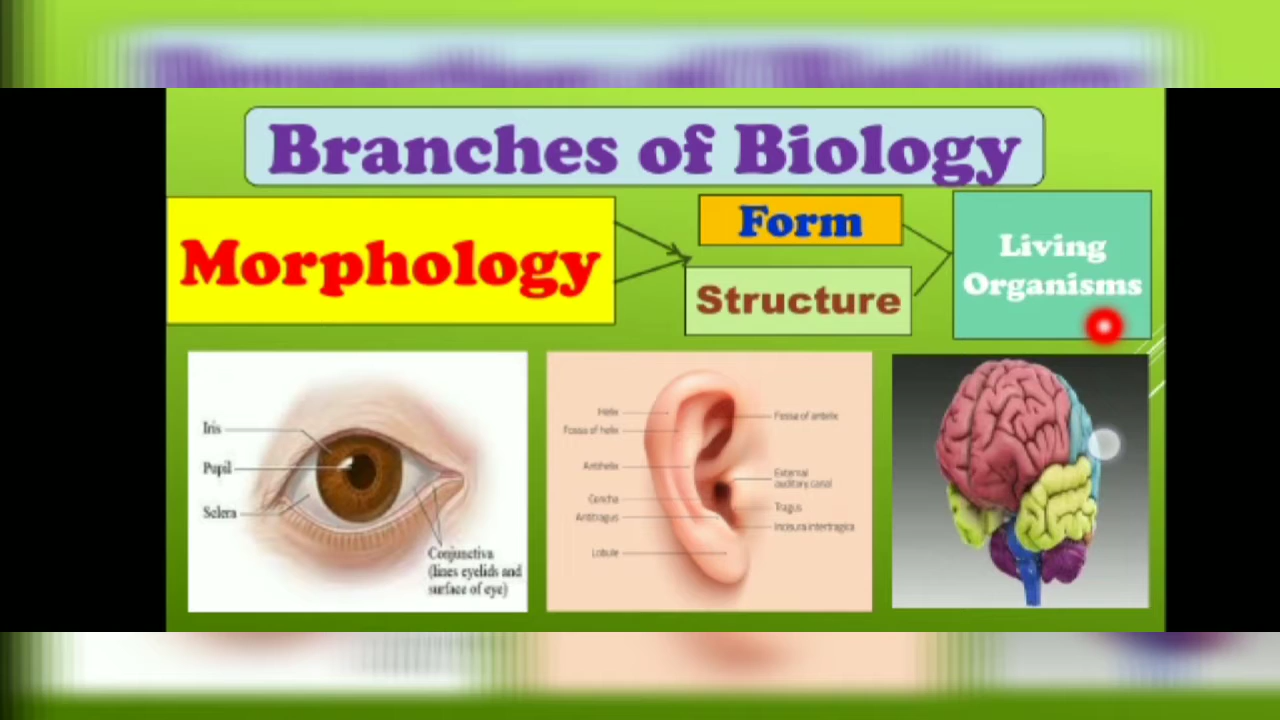 Branches of Biology
Morphology
Form
Structure
Living
Organisms
Iris
Pupil
Sclera
Conjunctiva
(lines eyelids and
surface of eye)
Helix
Fossa of helix
Antihelix
Concha
Antitragus
Lobule
Fossa of antelix
External
auditory canal
Tragus
Incisura intertragica